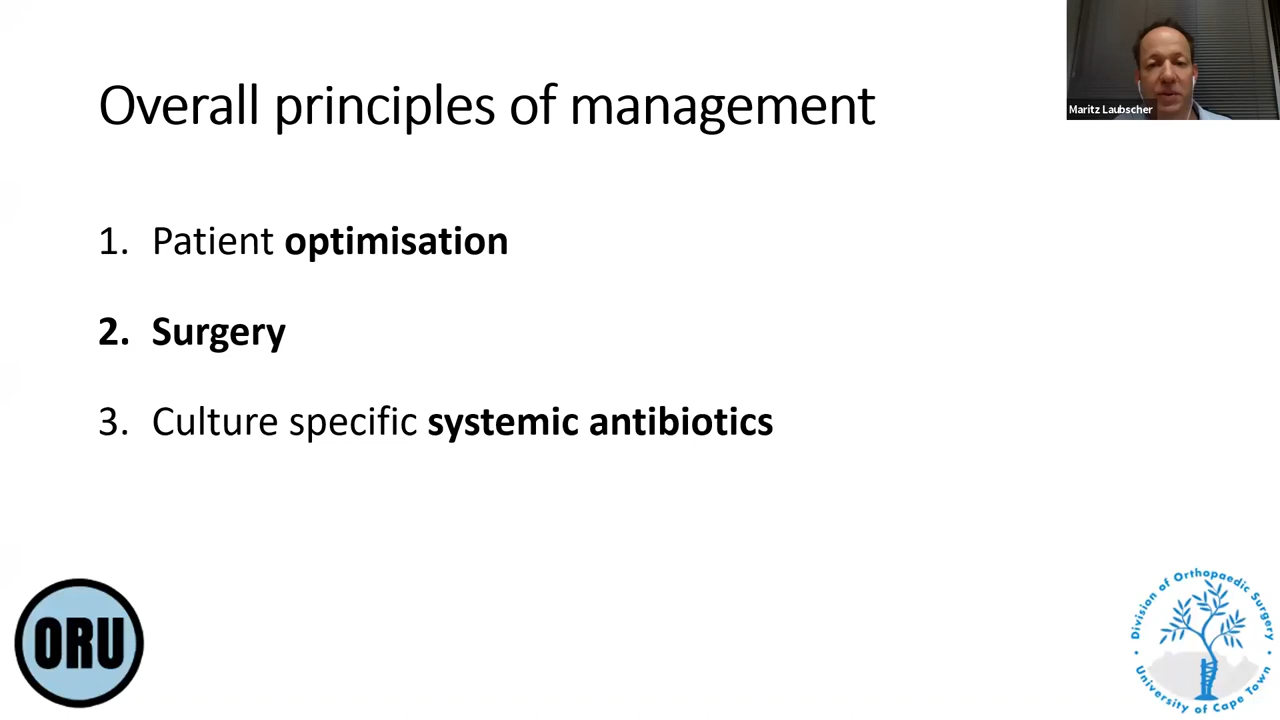 Overall principles of management
Maritz Laubscher
1. Patient optimisation
2. Surgery
3. Culture specific systemic antibiotics
ORU
Division of Orthopaedic Surgery
University of Cape Town